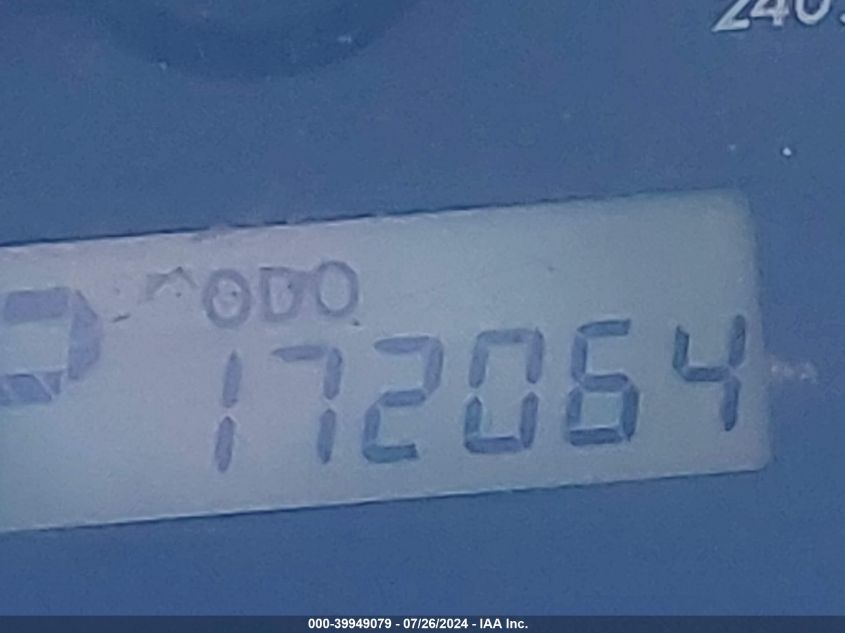 240
P ODO
172064
000-39949079 - 07/26/2024 - IAA Inc.